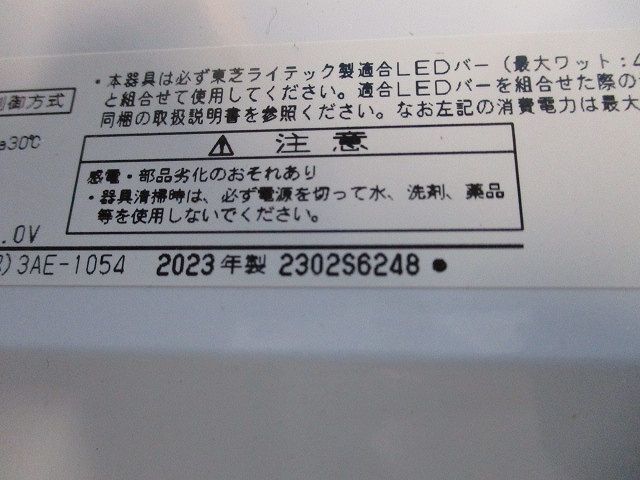 ・本器具は必ず東芝ライテック製適合LEDバー(最大ワット:4
と組合せて使用してください。適合LEDバーを組合せた際の
同梱の取扱説明書を参照ください。なお左記の消費電力は最大
制御方式
a30℃
⚠ 注意
感電・部品劣化のおそれあり
・器具清掃時は、必ず電源を切って水、洗剤、薬品
等を使用しないでください。
.0V
)3AE-1054 2023年製 2302S6248●